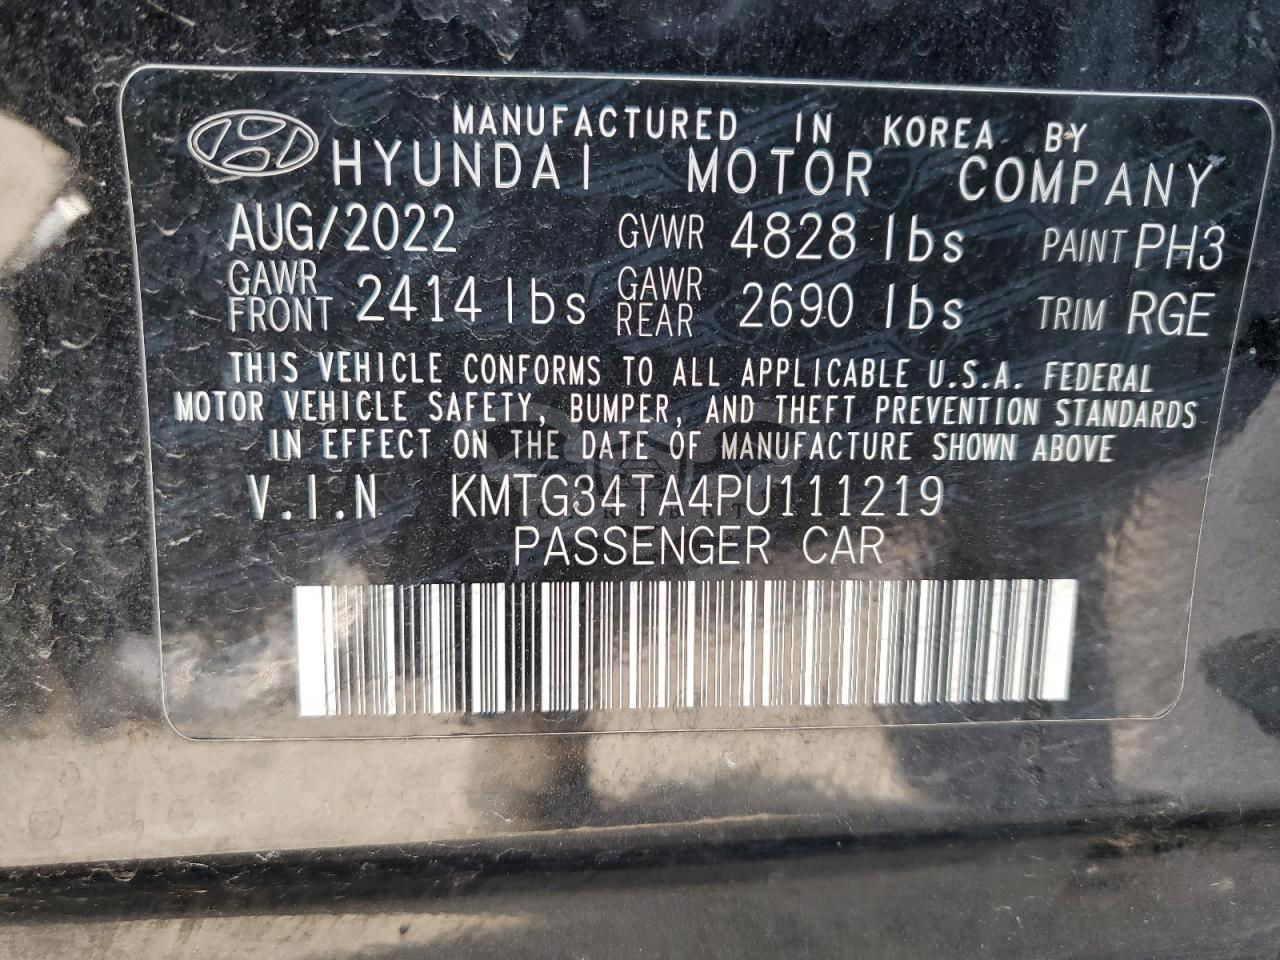 MANUFACTURED IN KOREA BY
HYUNDAI MOTOR COMPANY
AUG/2022 GVWR 4828 lbs PAINT PH3
GAWR FRONT 2414 lbs GAWR REAR 2690 lbs TRIM RGE
THIS VEHICLE CONFORMS TO ALL APPLICABLE U.S.A. FEDERAL
MOTOR VEHICLE SAFETY, BUMPER, AND THEFT PREVENTION STANDARDS
IN EFFECT ON THE DATE OF MANUFACTURE SHOWN ABOVE
V.I.N KMTG34TA4PU111219
PASSENGER CAR